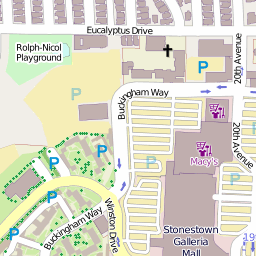 Eucalyptus Drive
Rolph-Nicol
Playground
P
20th Avenue
Buckingham Way
P
P
P
20th Avenue
Macy's
P
P
P
Buckingham Way
Winston Drive
Stonestown
Galleria
Mall
P
P